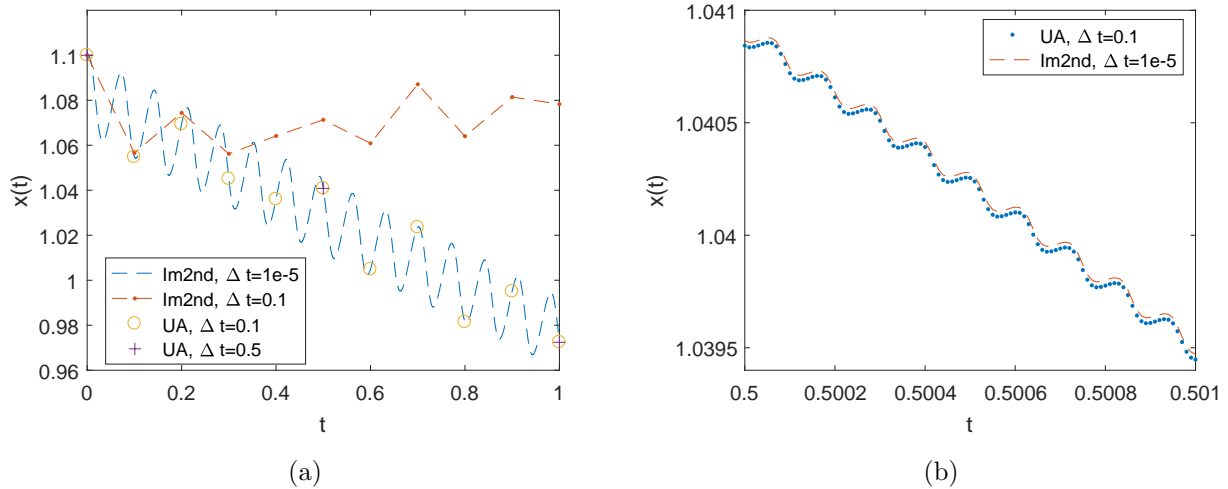 1.1
1.08
1.06
1.04
1.02
1
0.98
0.96
x(t)
0 0.2 0.4 0.6 0.8 1
t
Im2nd, Δ t=1e-5
Im2nd, Δ t=0.1
UA, Δ t=0.1
UA, Δ t=0.5
(a)
1.041
1.0405
1.04
1.0395
x(t)
0.5 0.5002 0.5004 0.5006 0.5008 0.501
t
UA, Δ t=0.1
Im2nd, Δ t=1e-5
(b)